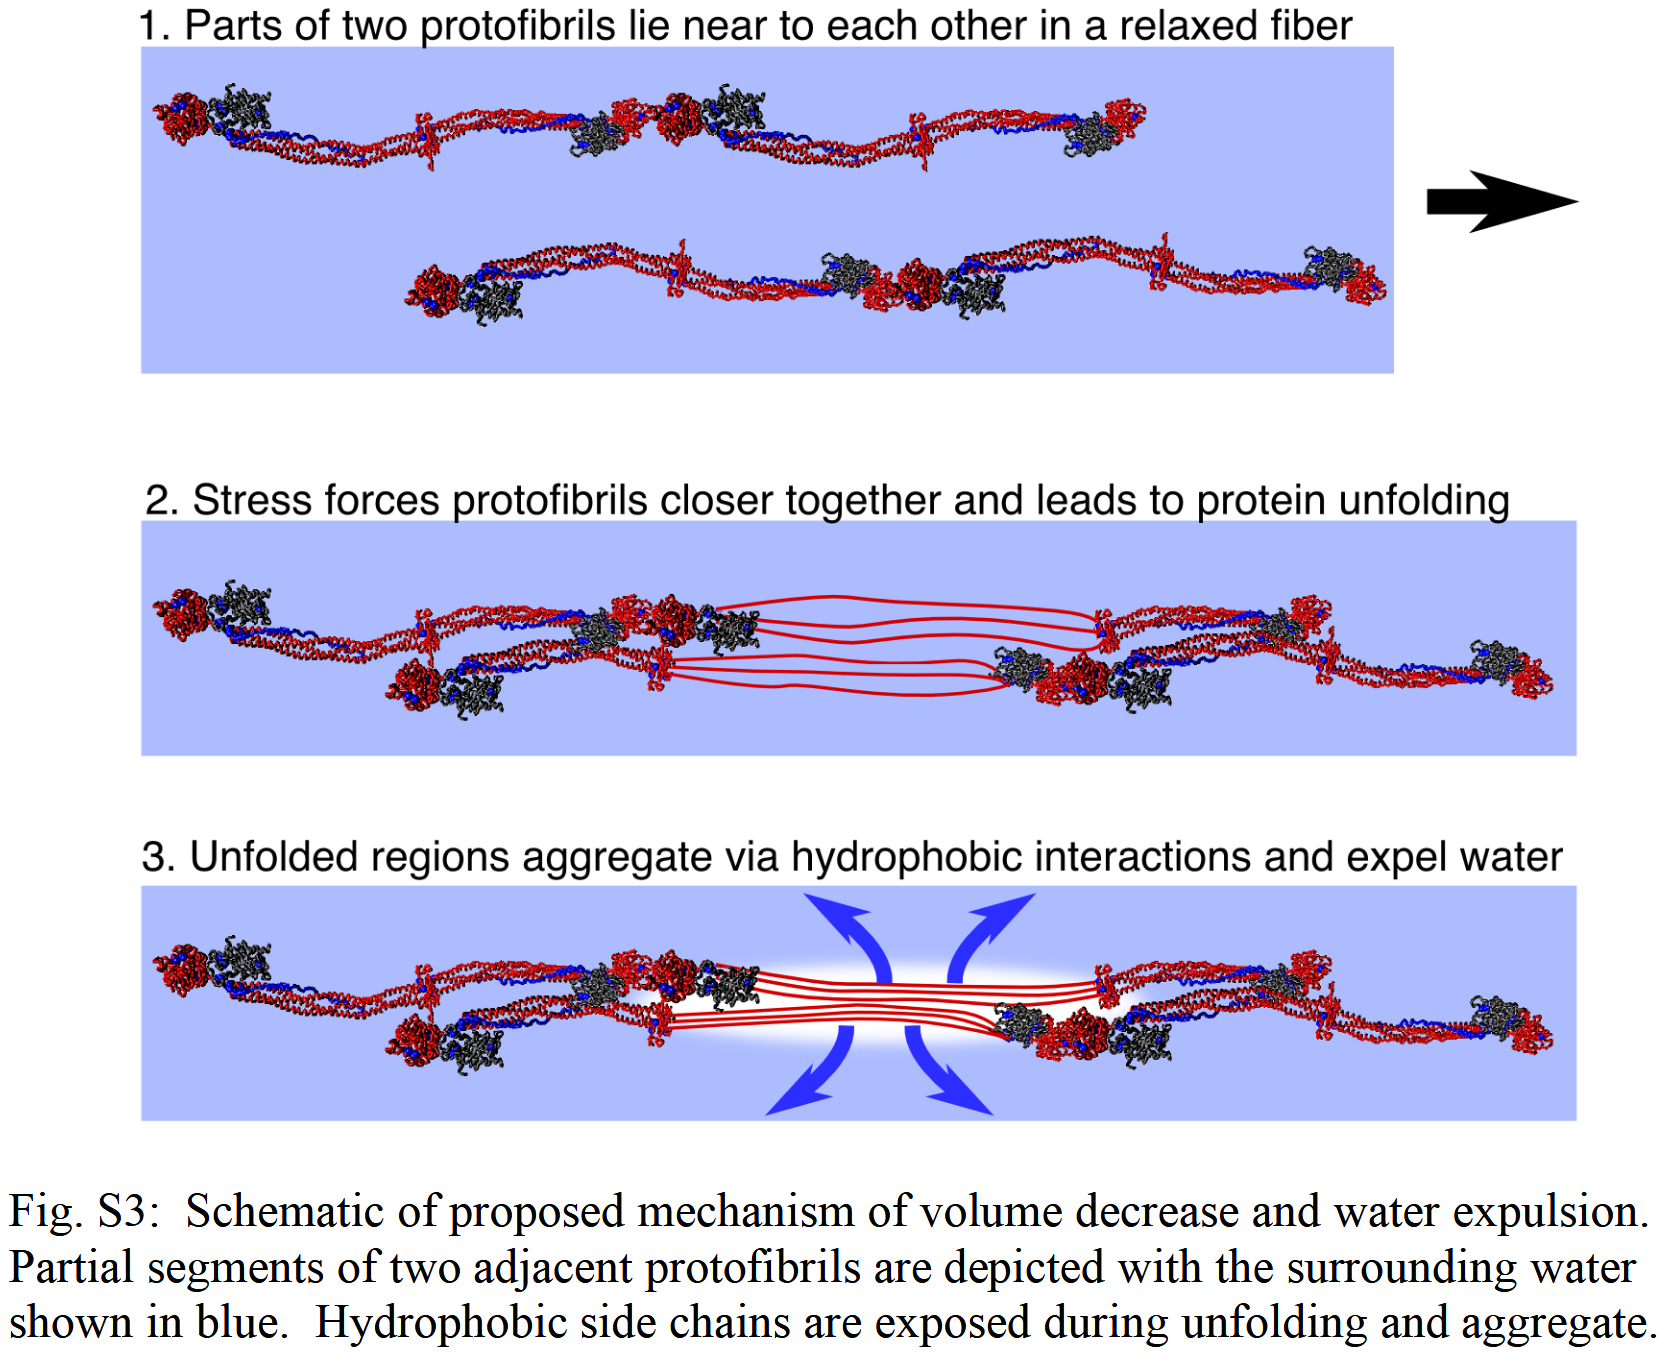 1. Parts of two protofibrils lie near to each other in a relaxed fiber
2. Stress forces protofibrils closer together and leads to protein unfolding
3. Unfolded regions aggregate via hydrophobic interactions and expel water
Fig. S3:  Schematic of proposed mechanism of volume decrease and water expulsion.
Partial segments of two adjacent protofibrils are depicted with the surrounding water
shown in blue.  Hydrophobic side chains are exposed during unfolding and aggregate.